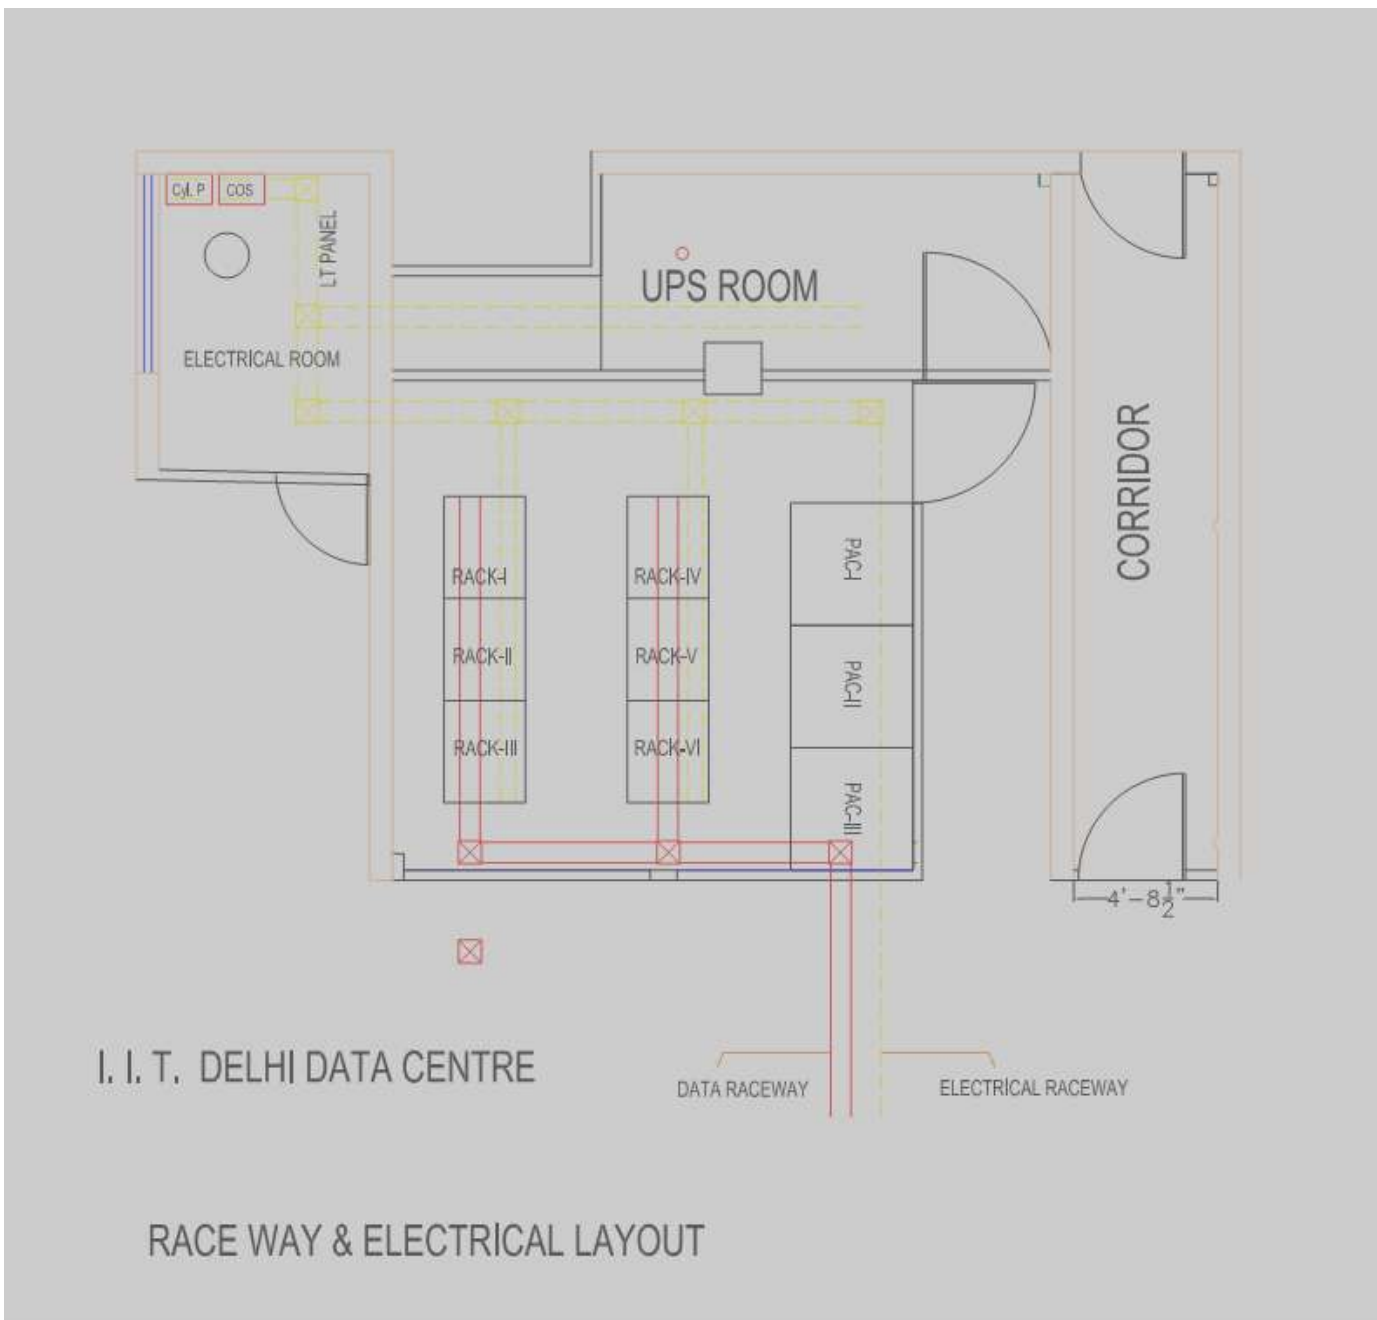 Cyl. P
COS
LT PANEL
UPS ROOM
ELECTRICAL ROOM
CORRIDOR
RACK-I
RACK-IV
PAC-I
RACK-II
RACK-V
PAC-II
RACK-III
RACK-VI
PAC-III
4'-8½"
I. I. T. DELHI DATA CENTRE
DATA RACEWAY
ELECTRICAL RACEWAY
RACE WAY & ELECTRICAL LAYOUT